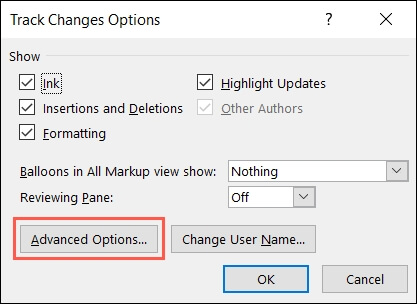 Track Changes Options ? ×
Show
Ink Highlight Updates
Insertions and Deletions Other Authors
Formatting
Balloons in All Markup view show: Nothing
Reviewing Pane: Off
Advanced Options... Change User Name...
OK Cancel